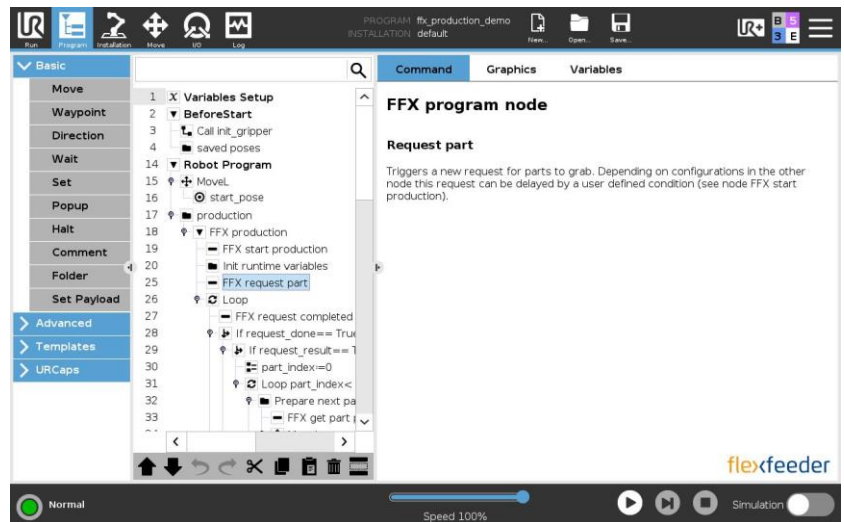 UR
Run
Program
Installation
Move
I/O
Log
PROGRAM ffx_production_demo
INSTALLATION default
New...
Open...
Save...
UR+
B 5
3 E
Basic
Move
Waypoint
Direction
Wait
Set
Popup
Halt
Comment
Folder
Set Payload
Advanced
Templates
URCaps
1 X Variables Setup
2 BeforeStart
3 Call init_gripper
4 saved poses
14 Robot Program
15 MoveL
16 start_pose
17 production
18 FFX production
19 FFX start production
20 Init runtime variables
25 FFX request part
26 Loop
27 FFX request completed
28 If request_done== True
29 If request_result==
30 part_index:=0
31 Loop part_index<
32 Prepare next pa
33 FFX get part
Command Graphics Variables
FFX program node
Request part
Triggers a new request for parts to grab. Depending on configurations in the other
node this request can be delayed by a user defined condition (see node FFX start
production).
flexfeeder
Normal
Speed 100%
Simulation